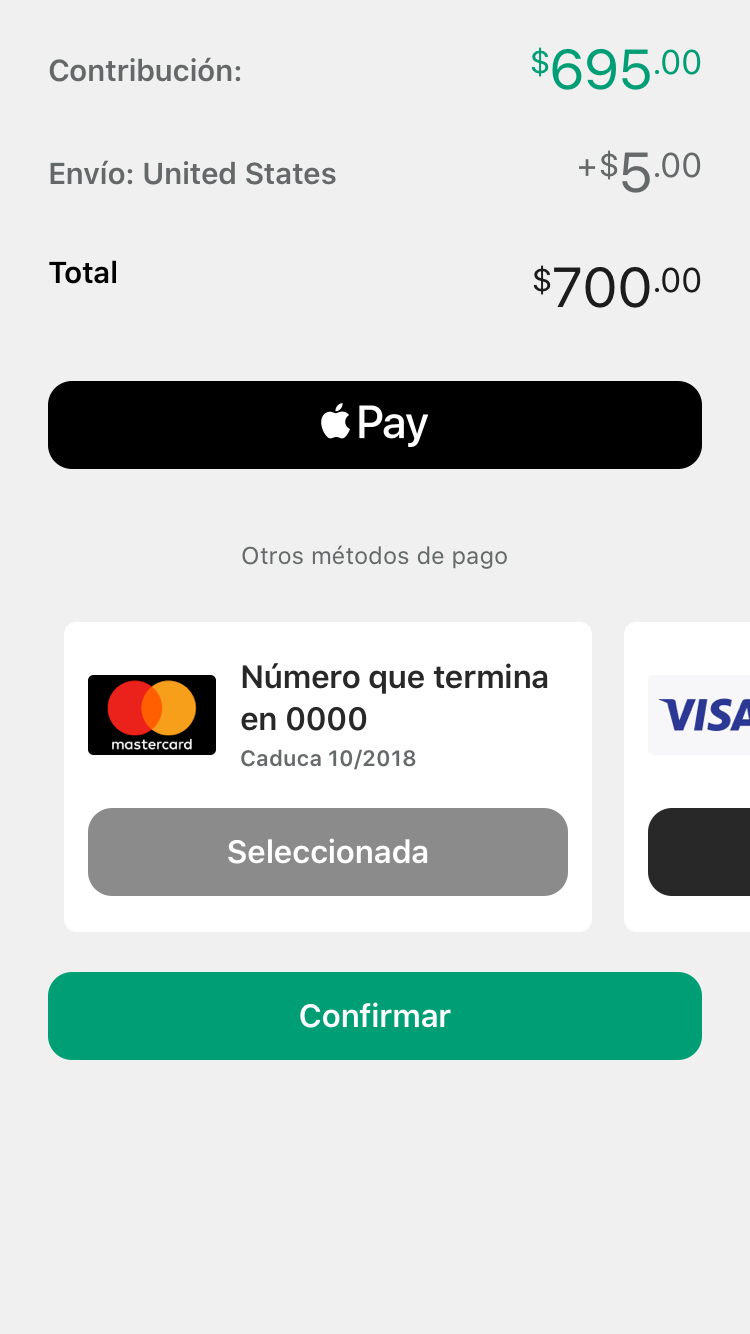 Contribución: $695.00
Envío: United States +$5.00
Total $700.00
Pay
Otros métodos de pago
mastercard
Número que termina
en 0000
Caduca 10/2018
Seleccionada
VISA
Confirmar